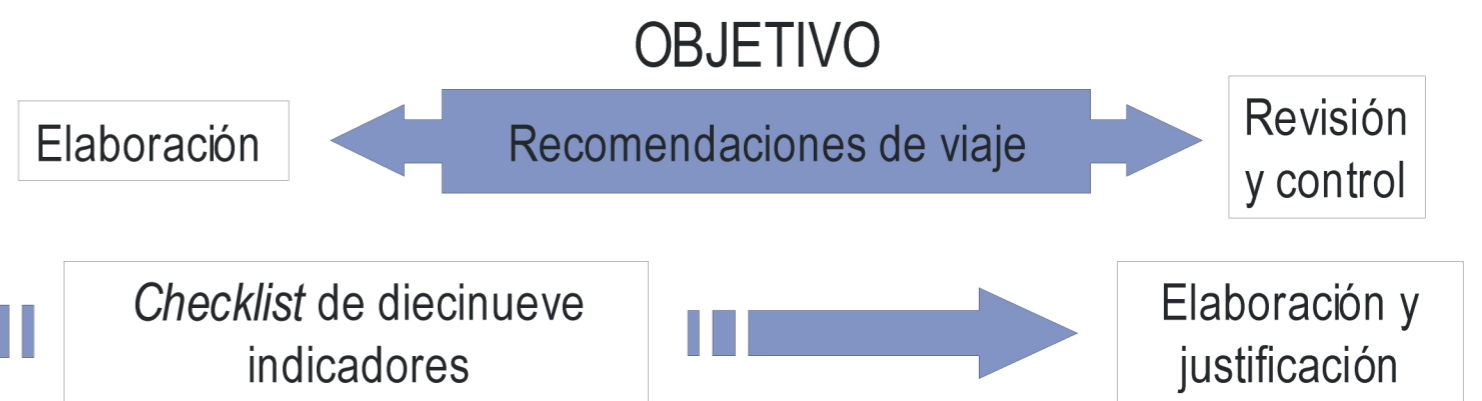 OBJETIVO
Elaboración
Recomendaciones de viaje
Revisión
y control
Checklist de diecinueve
indicadores
Elaboración y
justificación